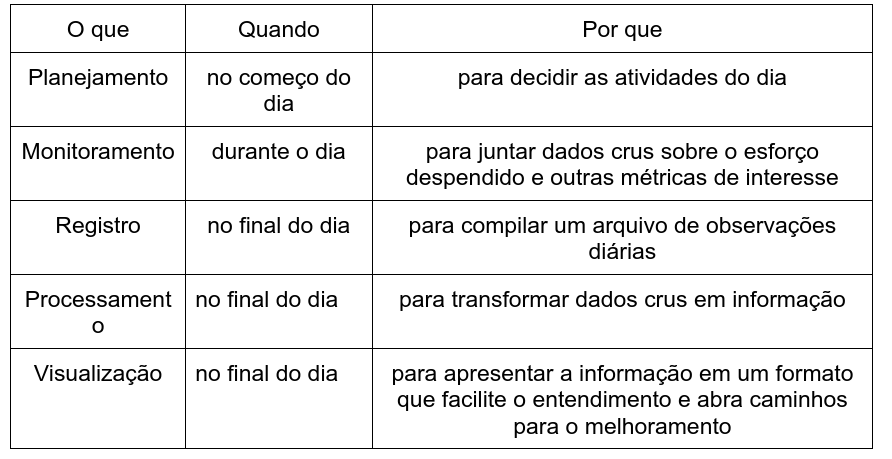 O que Quando Por que
Planejamento no começo do para decidir as atividades do dia
dia
Monitoramento durante o dia para juntar dados crus sobre o esforço
despendido e outras métricas de interesse
Registro no final do dia para compilar um arquivo de observações
diárias
Processament no final do dia para transformar dados crus em informação
o
Visualização no final do dia para apresentar a informação em um formato
que facilite o entendimento e abra caminhos
para o melhoramento